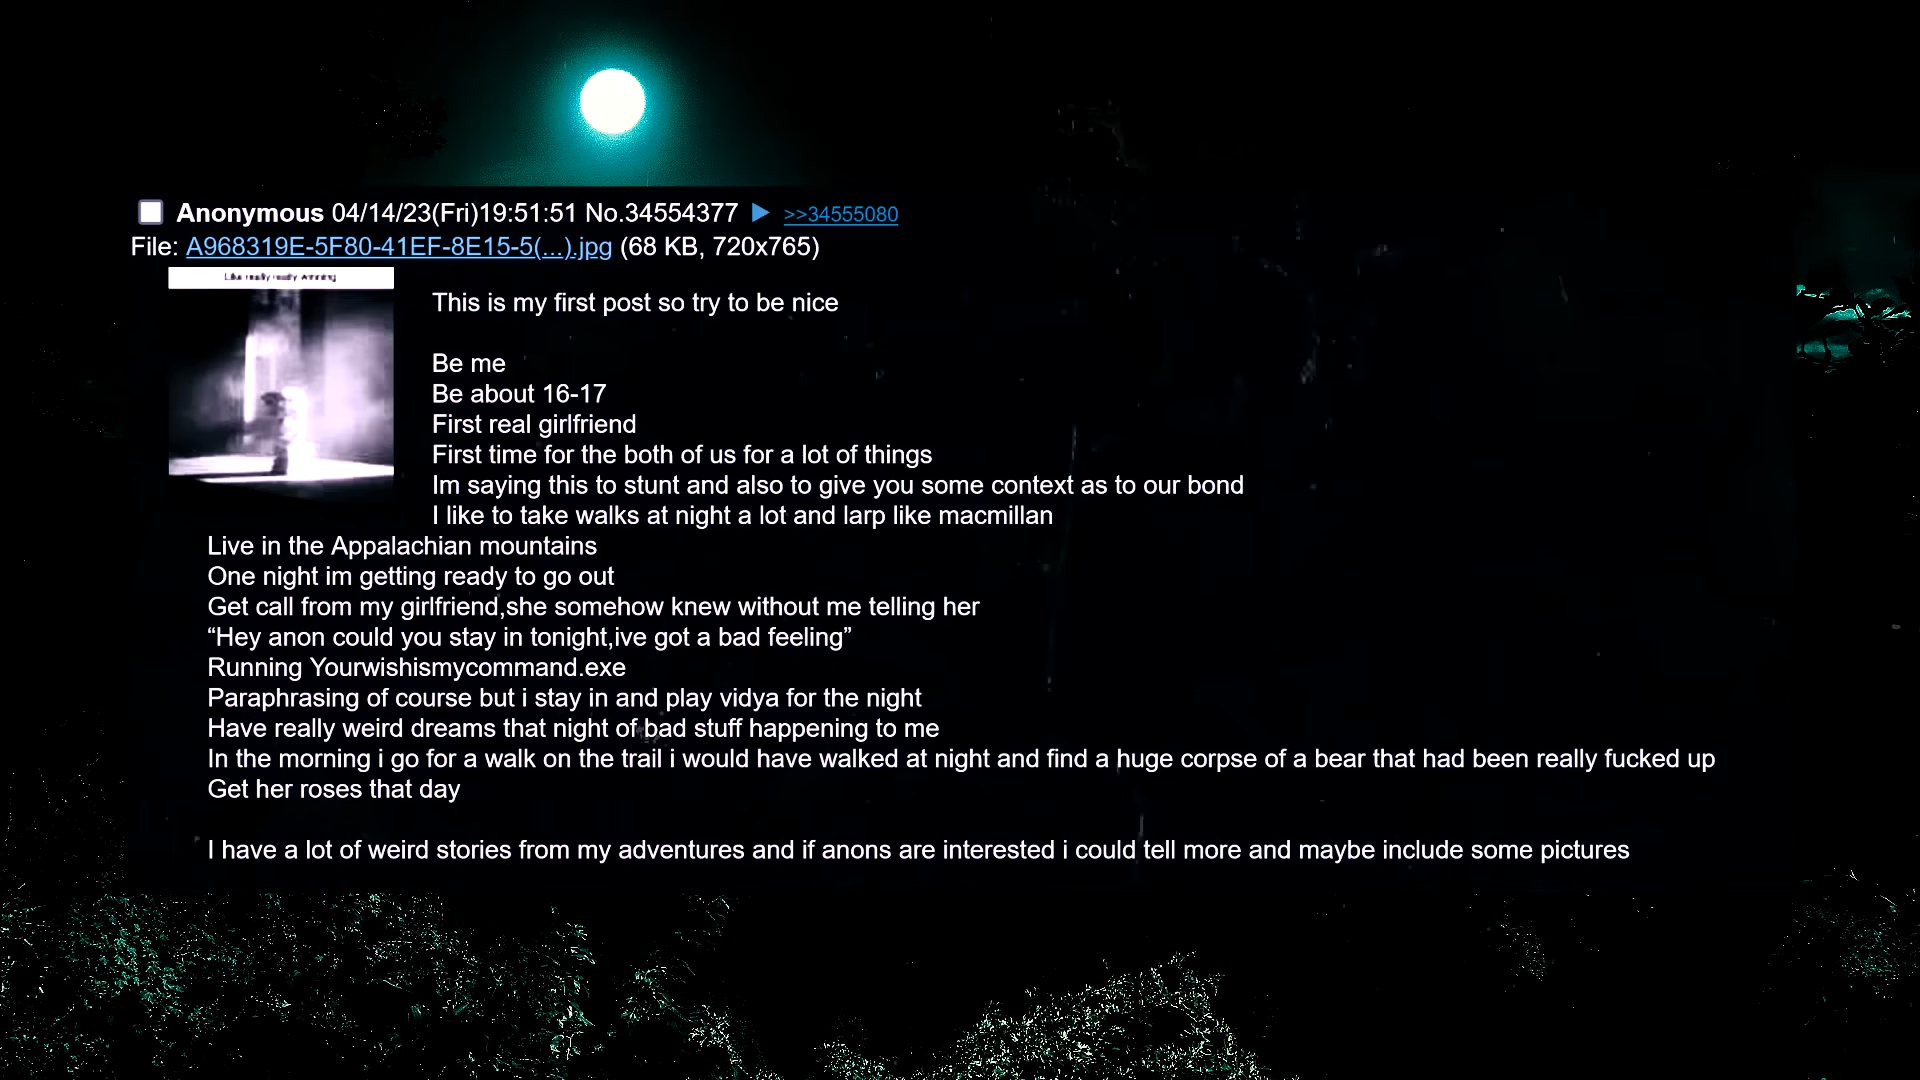 Anonymous 04/14/23(Fri)19:51:51 No.34554377 ▶ >>34555080
File: A968319E-5F80-41EF-8E15-5(...).jpg (68 KB, 720x765)
Like really really winning
This is my first post so try to be nice
Be me
Be about 16-17
First real girlfriend
First time for the both of us for a lot of things
Im saying this to stunt and also to give you some context as to our bond
I like to take walks at night a lot and larp like macmillan
Live in the Appalachian mountains
One night im getting ready to go out
Get call from my girlfriend,she somehow knew without me telling her
“Hey anon could you stay in tonight,ive got a bad feeling”
Running Yourwishismycommand.exe
Paraphrasing of course but i stay in and play vidya for the night
Have really weird dreams that night of bad stuff happening to me
In the morning i go for a walk on the trail i would have walked at night and find a huge corpse of a bear that had been really fucked up
Get her roses that day
I have a lot of weird stories from my adventures and if anons are interested i could tell more and maybe include some pictures